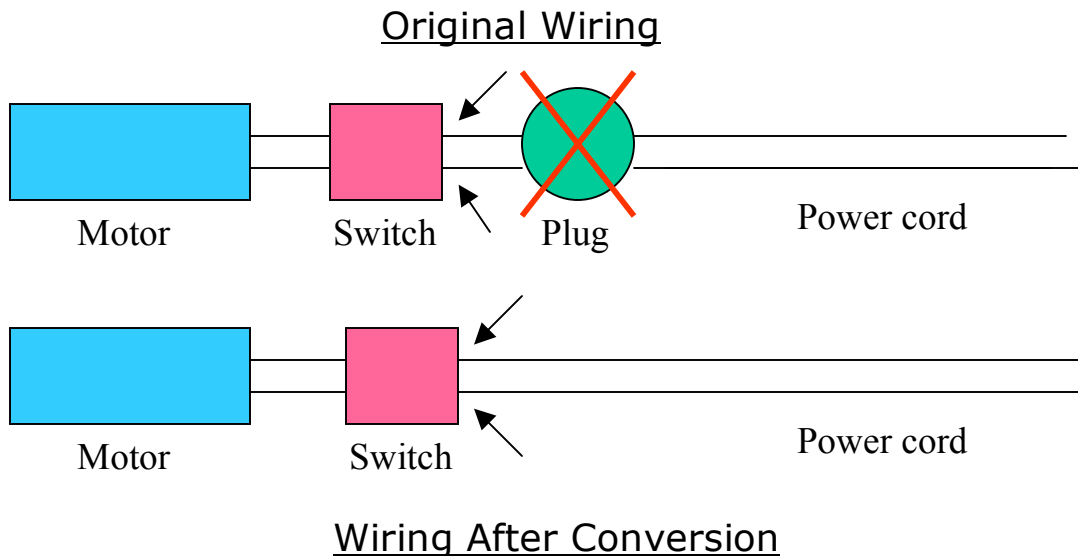 Original Wiring
Motor Switch Plug Power cord
Motor Switch Power cord
Wiring After Conversion